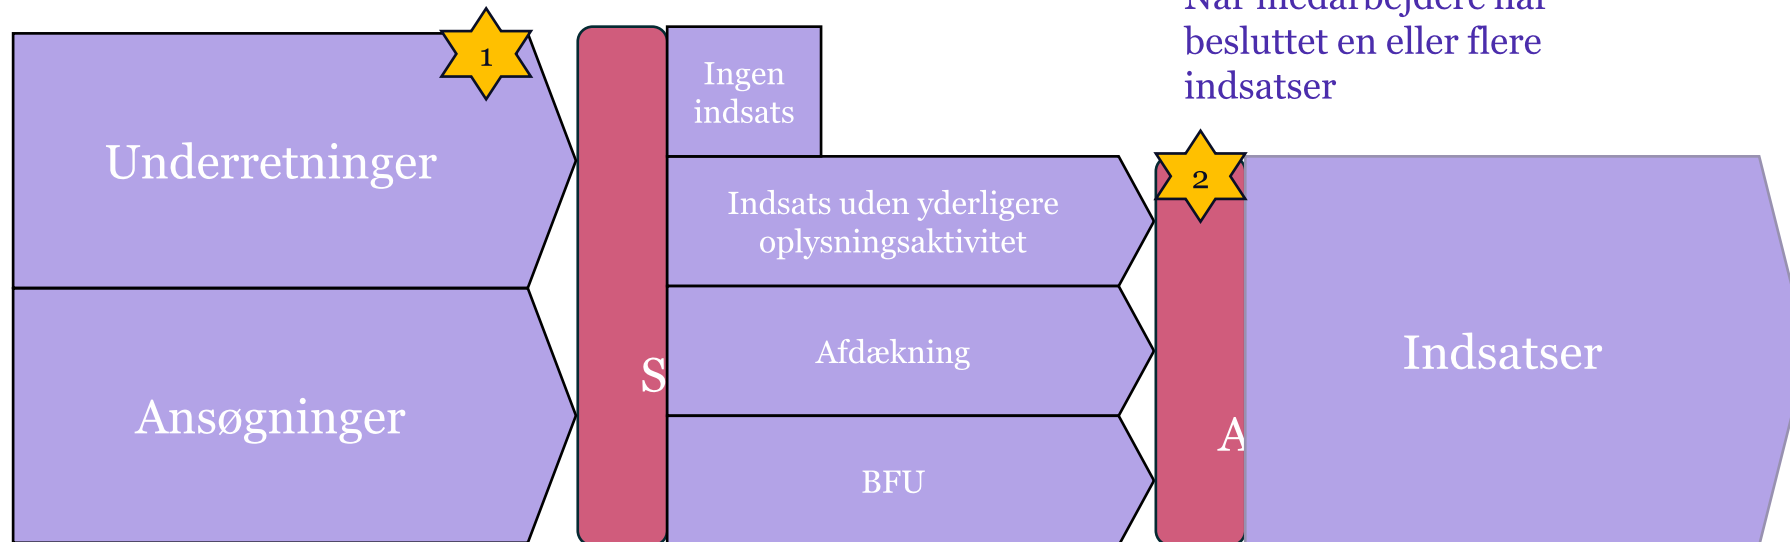 besluttet en eller flere
indsatser
1
Underretninger
Ansøgninger
S
Ingen
indsats
Indsats uden yderligere
oplysningsaktivitet
Afdækning
BFU
2
A
Indsatser